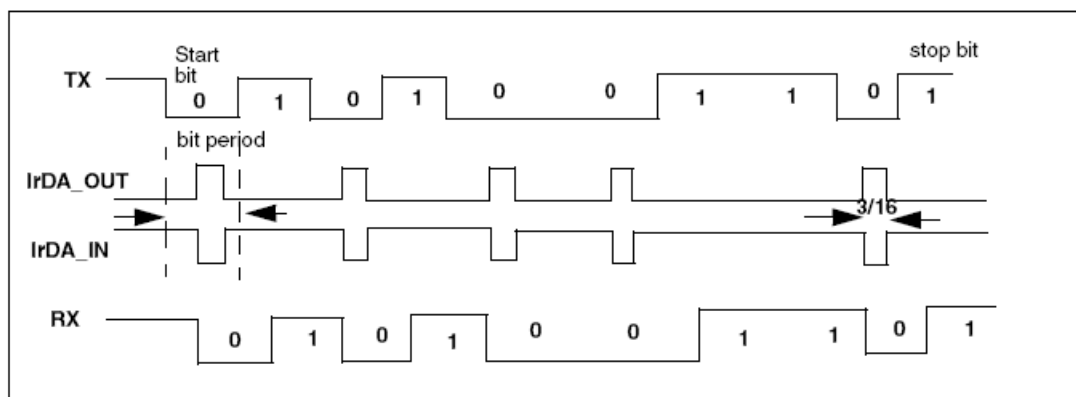 Start
bit
stop bit
TX
0 1 0 1 0 0 1 1 0 1
bit period
IrDA_OUT
3/16
IrDA_IN
RX
0 1 0 1 0 0 1 1 0 1